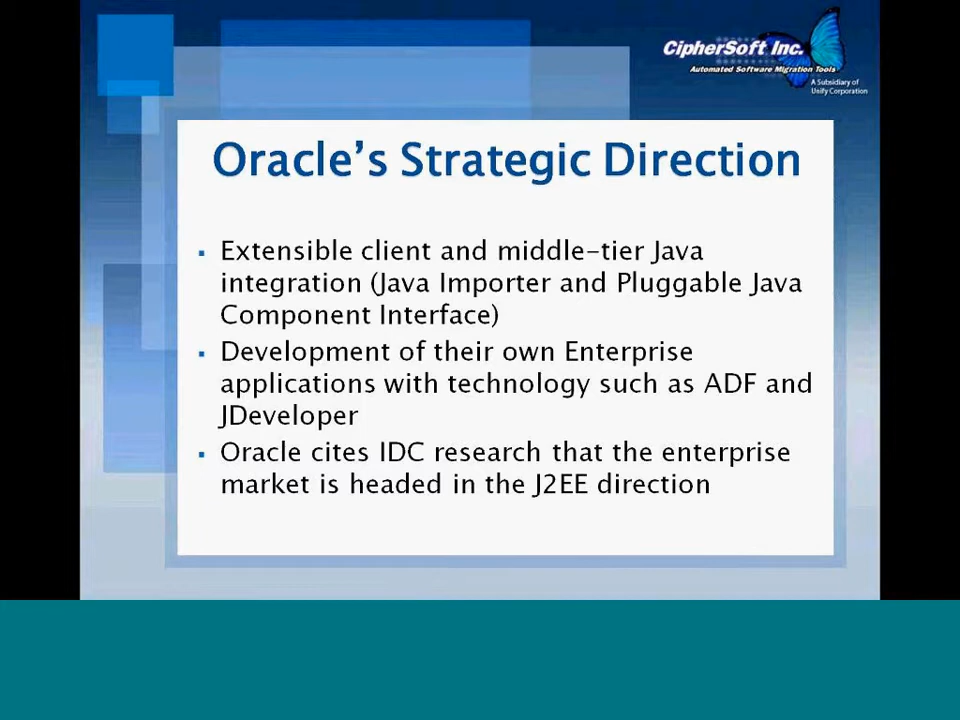 CipherSoft Inc.
Automated Software Migration Tools
A Subsidiary of
Unify Corporation
Oracle's Strategic Direction
▪ Extensible client and middle-tier Java
integration (Java Importer and Pluggable Java
Component Interface)
▪ Development of their own Enterprise
applications with technology such as ADF and
JDeveloper
▪ Oracle cites IDC research that the enterprise
market is headed in the J2EE direction